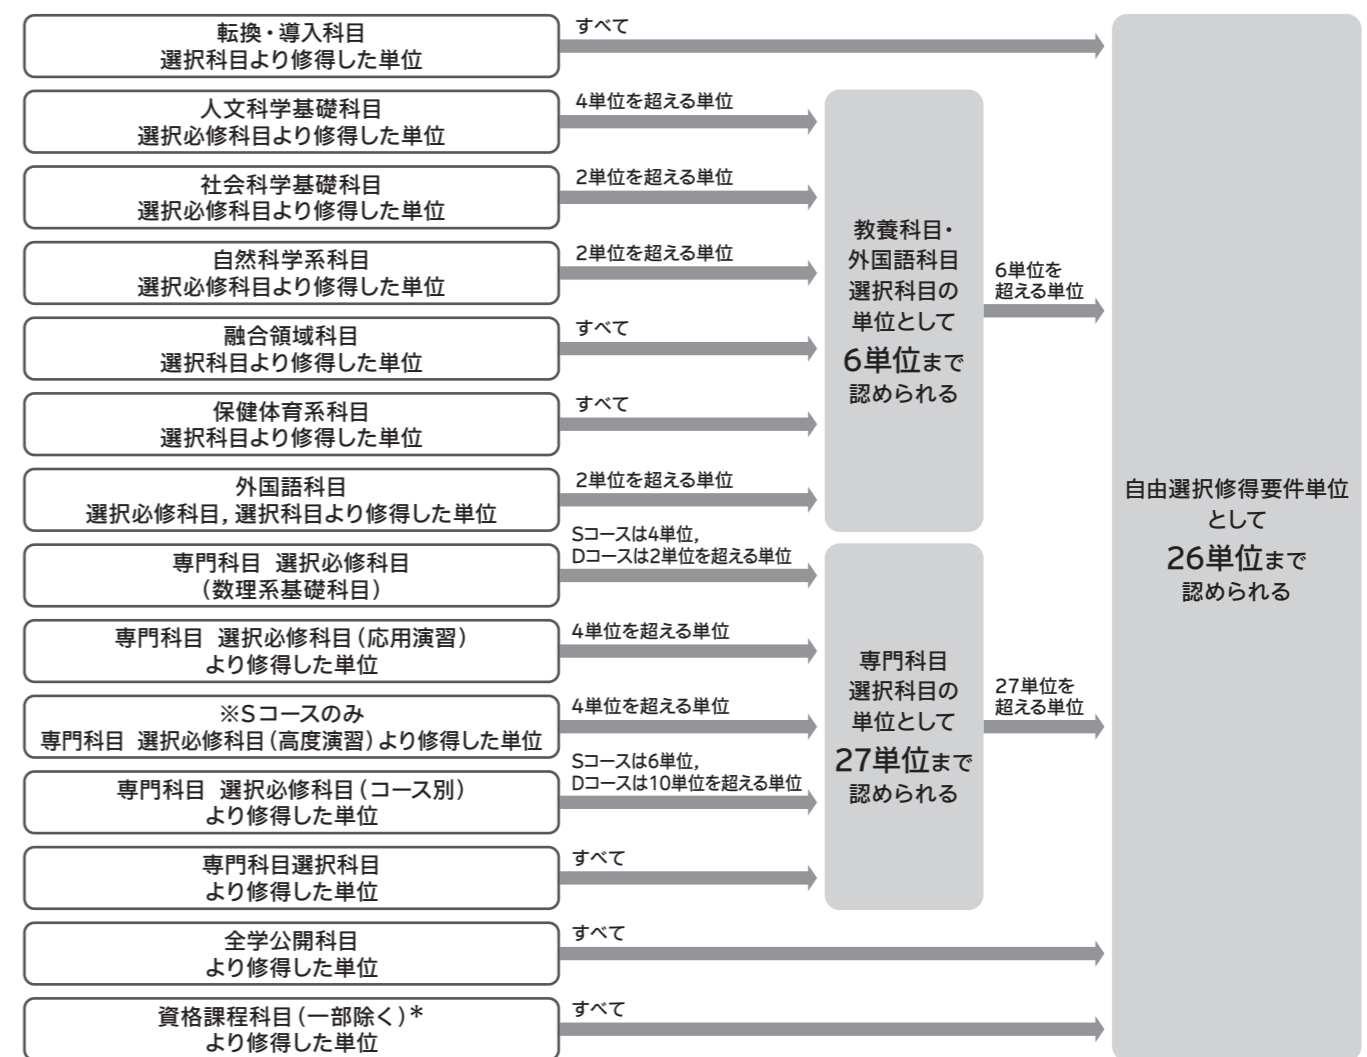 転換・導入科目
選択科目より修得した単位
すべて
人文科学基礎科目
選択必修科目より修得した単位
4単位を超える単位
社会科学基礎科目
選択必修科目より修得した単位
2単位を超える単位
自然科学系科目
選択必修科目より修得した単位
2単位を超える単位
融合領域科目
選択科目より修得した単位
すべて
保健体育系科目
選択科目より修得した単位
すべて
外国語科目
選択必修科目,選択科目より修得した単位
2単位を超える単位
教養科目・
外国語科目
選択科目の
単位として
6単位まで
認められる
6単位を
超える単位
専門科目 選択必修科目
(数理系基礎科目)
Sコースは4単位,
Dコースは2単位を超える単位
専門科目 選択必修科目(応用演習)
より修得した単位
4単位を超える単位
※Sコースのみ
専門科目 選択必修科目(高度演習)より修得した単位
4単位を超える単位
専門科目 選択必修科目(コース別)
より修得した単位
Sコースは6単位,
Dコースは10単位を超える単位
専門科目選択科目
より修得した単位
すべて
専門科目
選択科目の
単位として
27単位まで
認められる
27単位を
超える単位
全学公開科目
より修得した単位
すべて
資格課程科目(一部除く)*
より修得した単位
すべて
自由選択修得要件単位
として
26単位まで
認められる